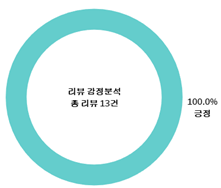 리뷰 감정분석
총 리뷰 13건
100.0%
긍정